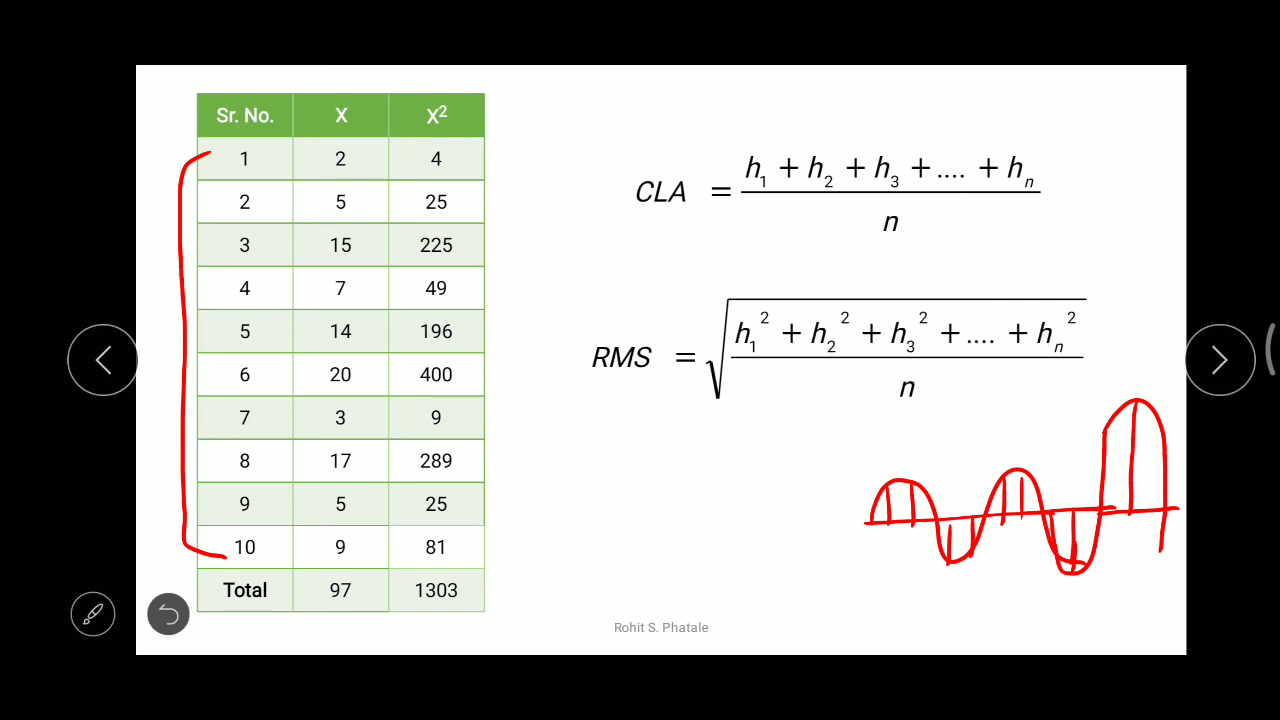 Sr. No. X X²
1 2 4
2 5 25
3 15 225
4 7 49
5 14 196
6 20 400
7 3 9
8 17 289
9 5 25
10 9 81
Total 97 1303
CLA = (h₁ + h₂ + h₃ + .... + hₙ) / n
RMS = √((h₁² + h₂² + h₃² + .... + hₙ²) / n)
Rohit S. Phatale